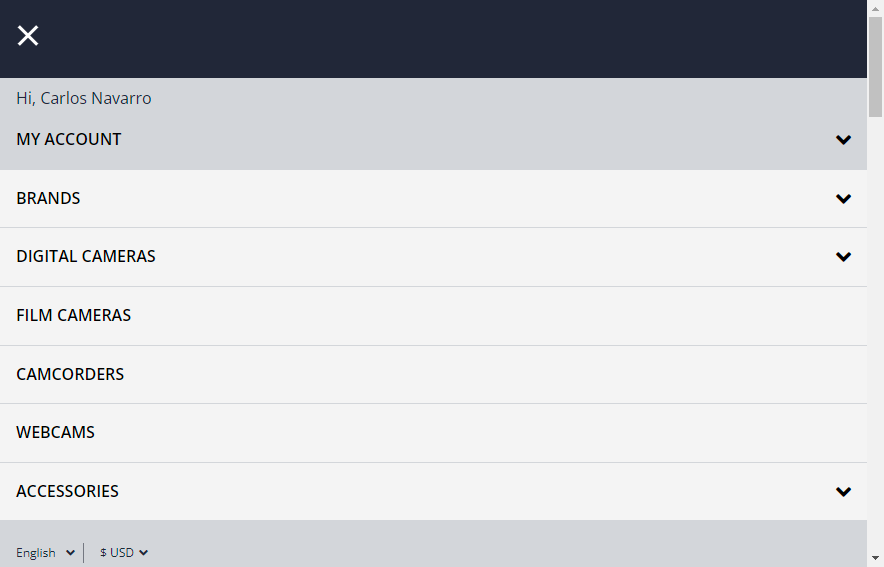 Hi, Carlos Navarro
MY ACCOUNT
BRANDS
DIGITAL CAMERAS
FILM CAMERAS
CAMCORDERS
WEBCAMS
ACCESSORIES
English $ USD